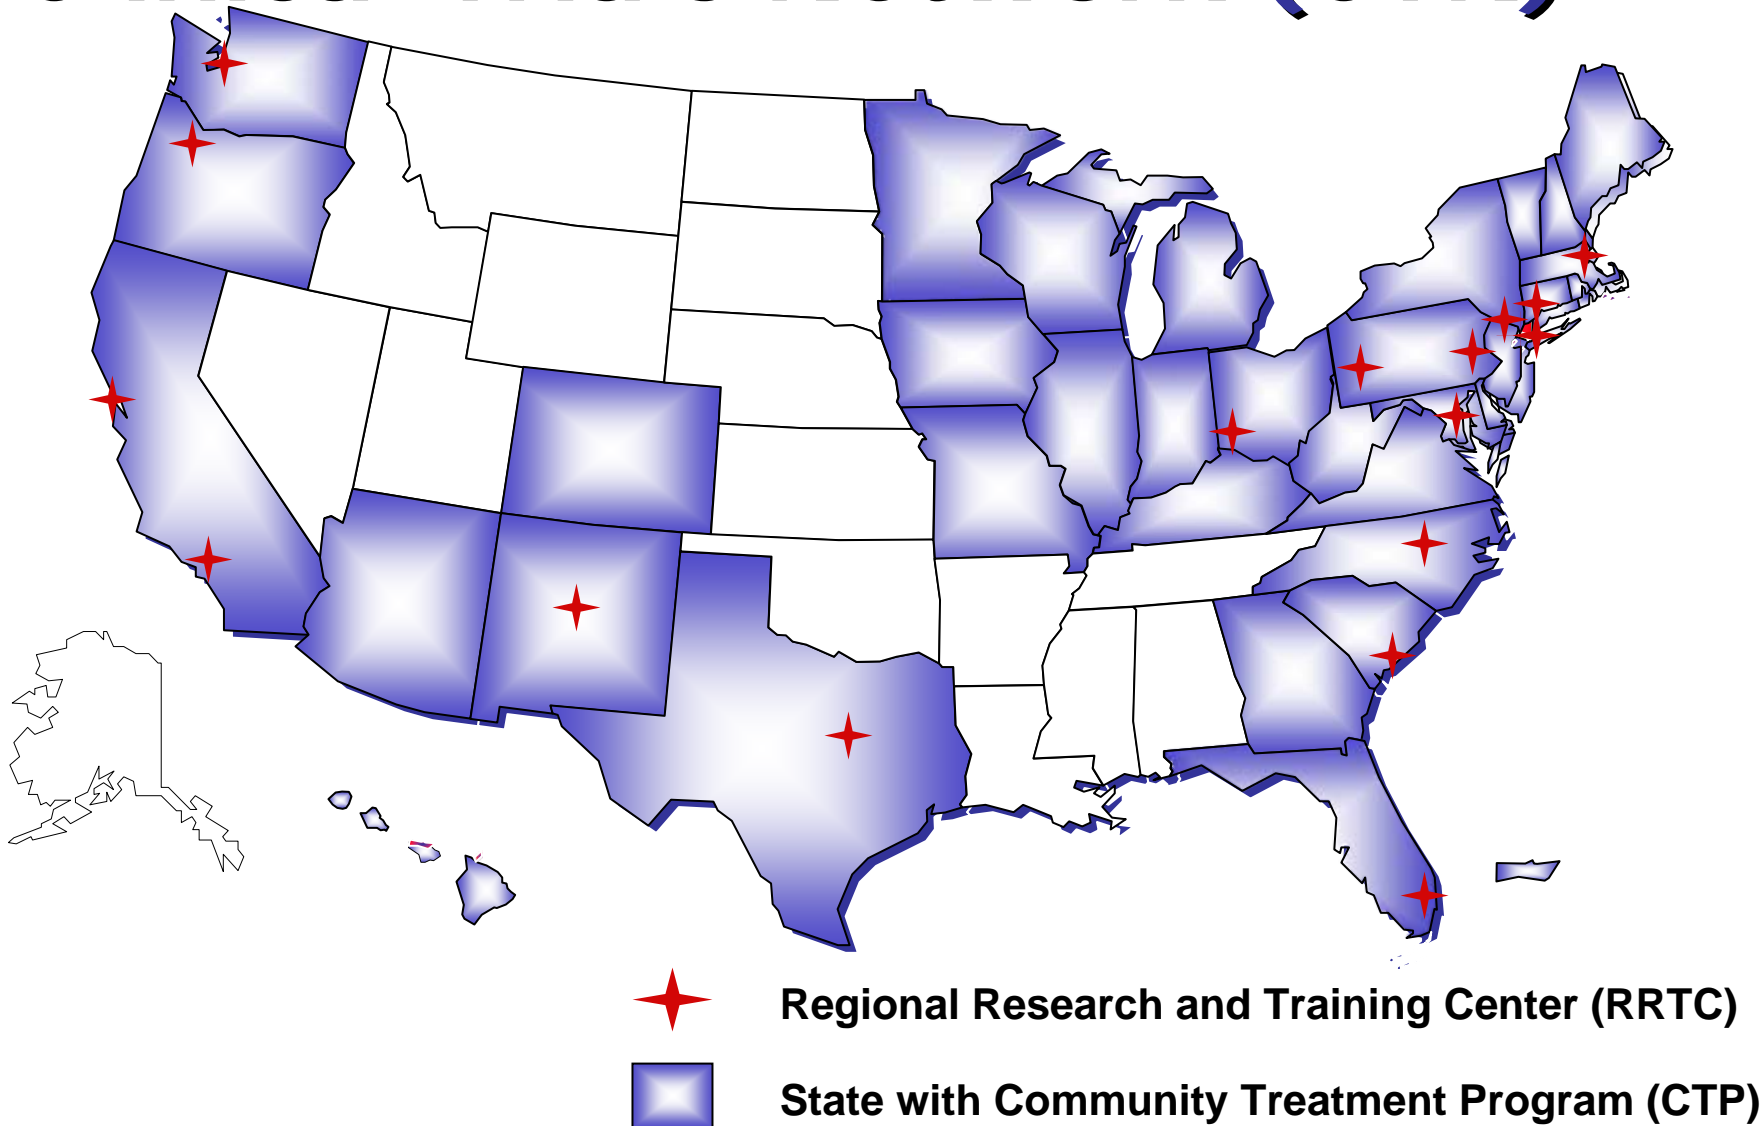 Regional Research and Training Center (RRTC)
State with Community Treatment Program (CTP)